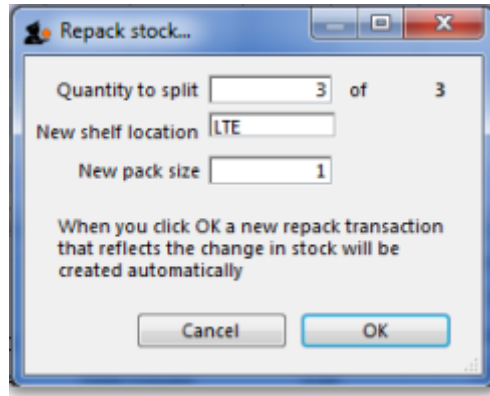 Repack stock...
Quantity to split 3 of 3
New shelf location LTE
New pack size 1
When you click OK a new repack transaction
that reflects the change in stock will be
created automatically
Cancel OK